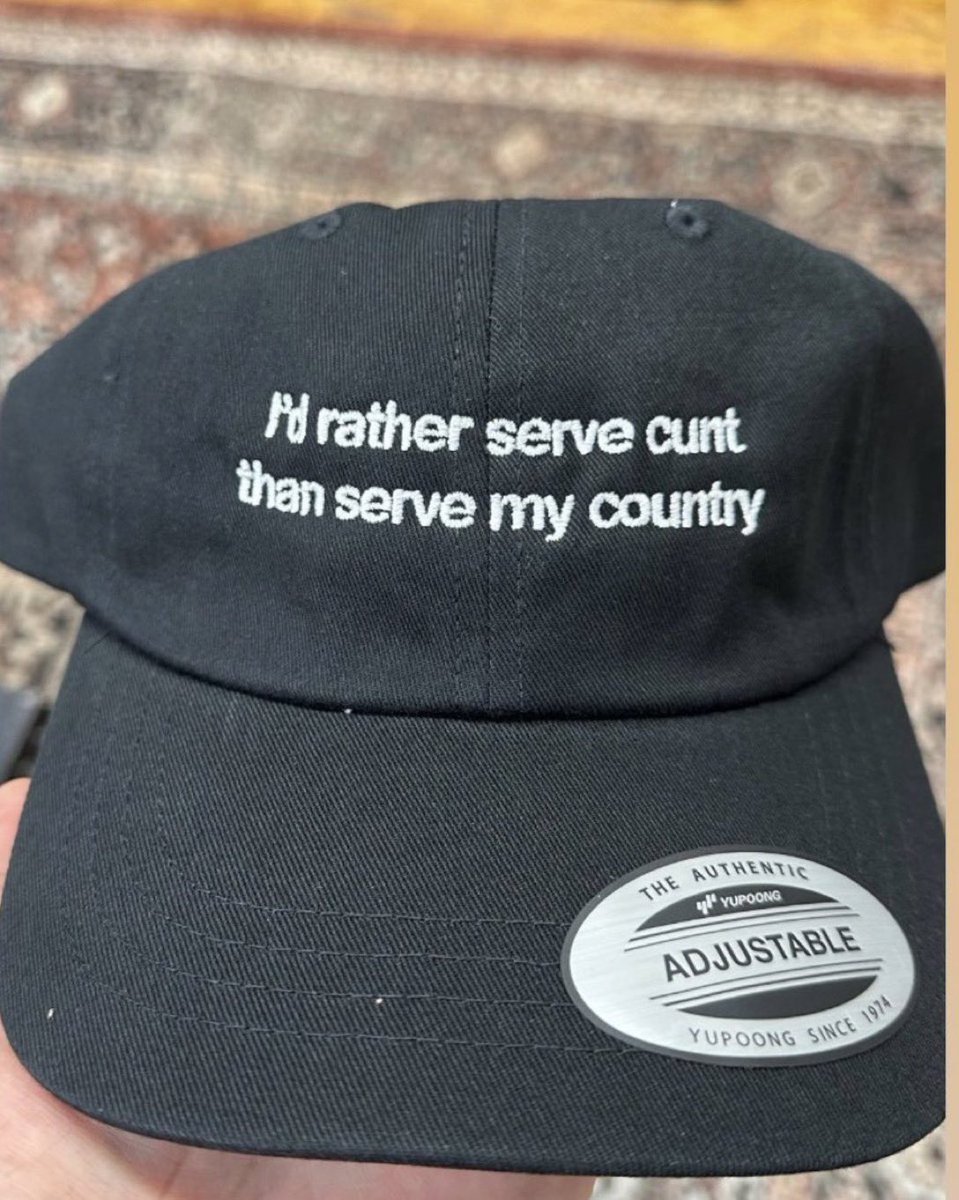 I'd rather serve cunt
than serve my country
THE AUTHENTIC
YUPOONG
ADJUSTABLE
YUPOONG SINCE 1974